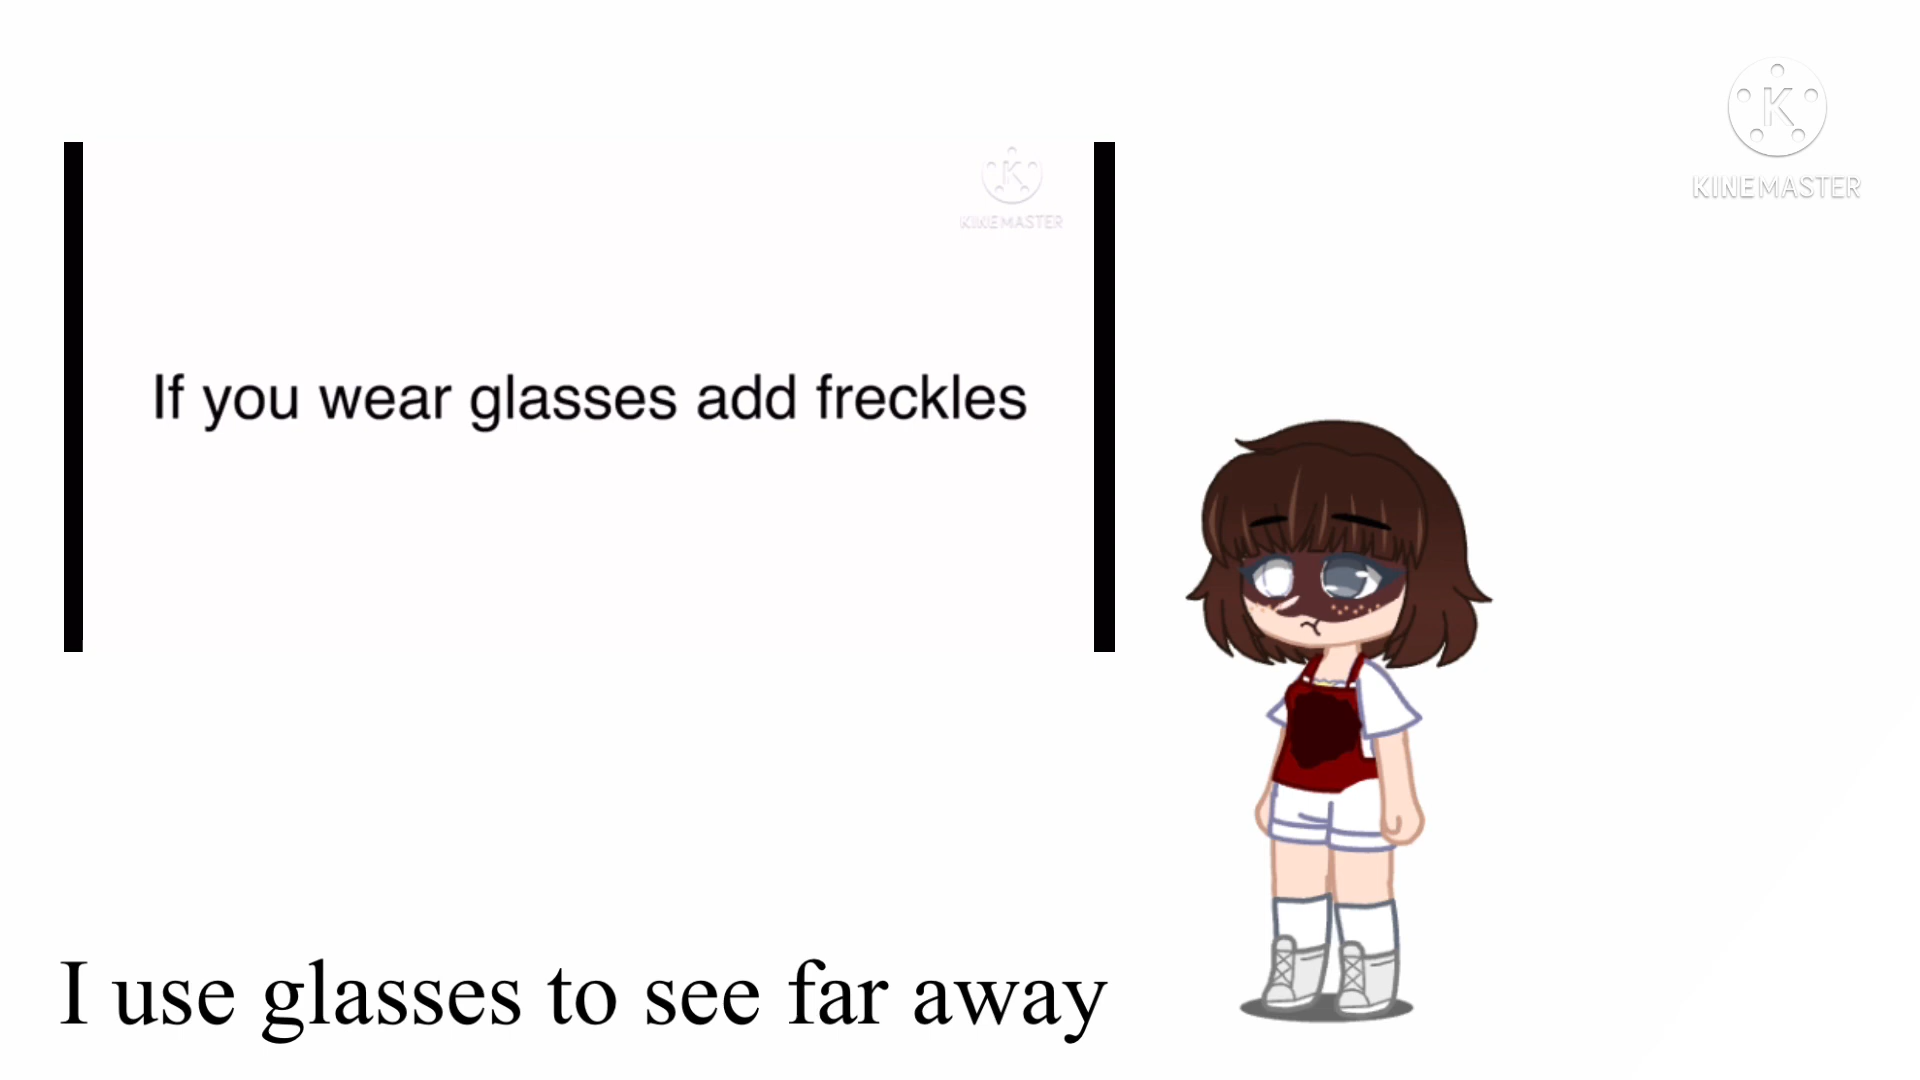 K
KINEMASTER
K
KINEMASTER
If you wear glasses add freckles
I use glasses to see far away